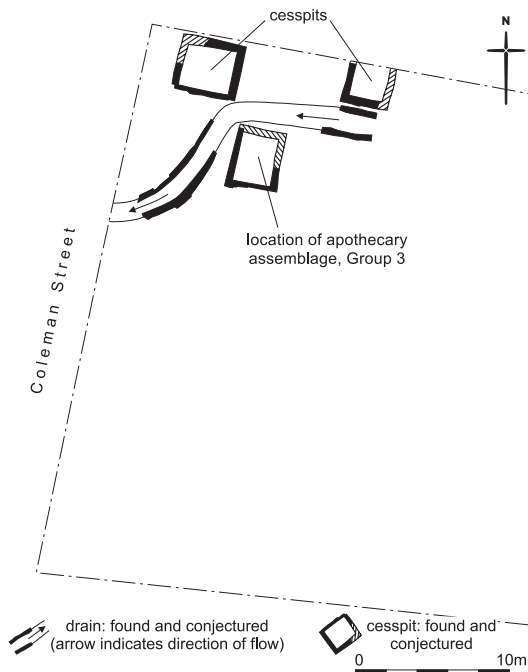 cesspits
N
location of apothecary
assemblage, Group 3
Coleman Street
drain: found and conjectured
(arrow indicates direction of flow)
cesspit: found and
conjectured
0
10m